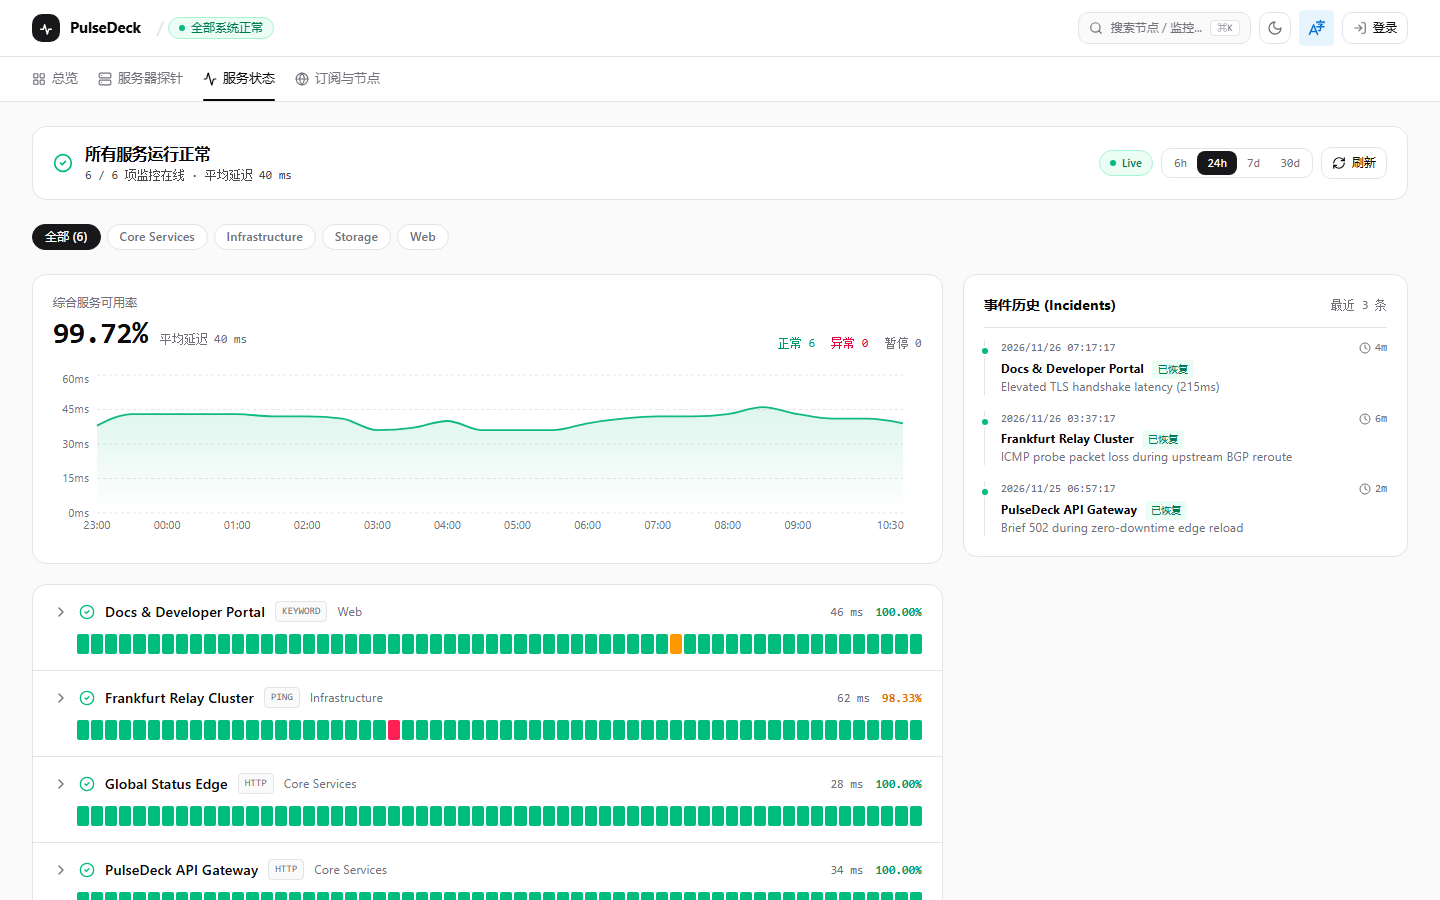 PulseDeck / 全部系统正常
搜索节点 / 监控... ⌘K
登录
总览 服务器探针 服务状态 订阅与节点
所有服务运行正常
6 / 6 项监控在线 · 平均延迟 40 ms
Live 6h 24h 7d 30d 刷新
全部 (6) Core Services Infrastructure Storage Web
综合服务可用率
99.72% 平均延迟 40 ms
正常 6 异常 0 暂停 0
60ms
45ms
30ms
15ms
0ms
23:00 00:00 01:00 02:00 03:00 04:00 05:00 06:00 07:00 08:00 09:00 10:30
事件历史 (Incidents) 最近 3 条
2026/11/26 07:17:17 4m
Docs & Developer Portal 已恢复
Elevated TLS handshake latency (215ms)
2026/11/26 03:37:17 6m
Frankfurt Relay Cluster 已恢复
ICMP probe packet loss during upstream BGP reroute
2026/11/25 06:57:17 2m
PulseDeck API Gateway 已恢复
Brief 502 during zero-downtime edge reload
Docs & Developer Portal KEYWORD Web 46 ms 100.00%
Frankfurt Relay Cluster PING Infrastructure 62 ms 98.33%
Global Status Edge HTTP Core Services 28 ms 100.00%
PulseDeck API Gateway HTTP Core Services 34 ms 100.00%